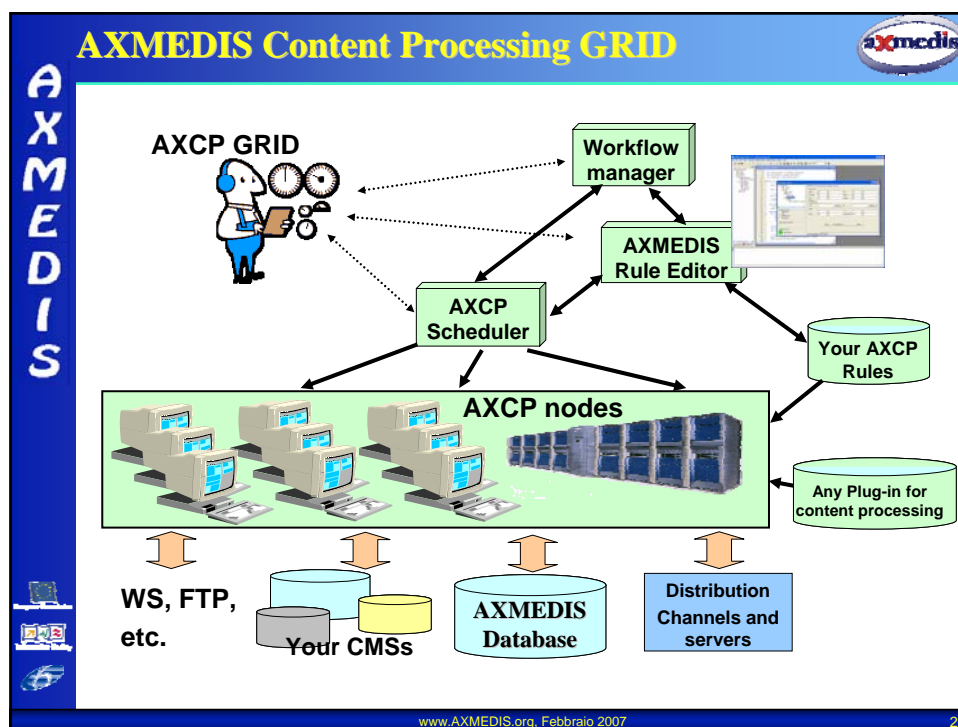 AXMEDIS Content Processing GRID
axmedis
AXMEDIS
AXCP GRID
Workflow
manager
AXMEDIS
Rule Editor
AXCP
Scheduler
Your AXCP
Rules
AXCP nodes
Any Plug-in for
content processing
WS, FTP,
etc.
Your CMSs
AXMEDIS
Database
Distribution
Channels and
servers
www.AXMEDIS.org, Febbraio 2007
2